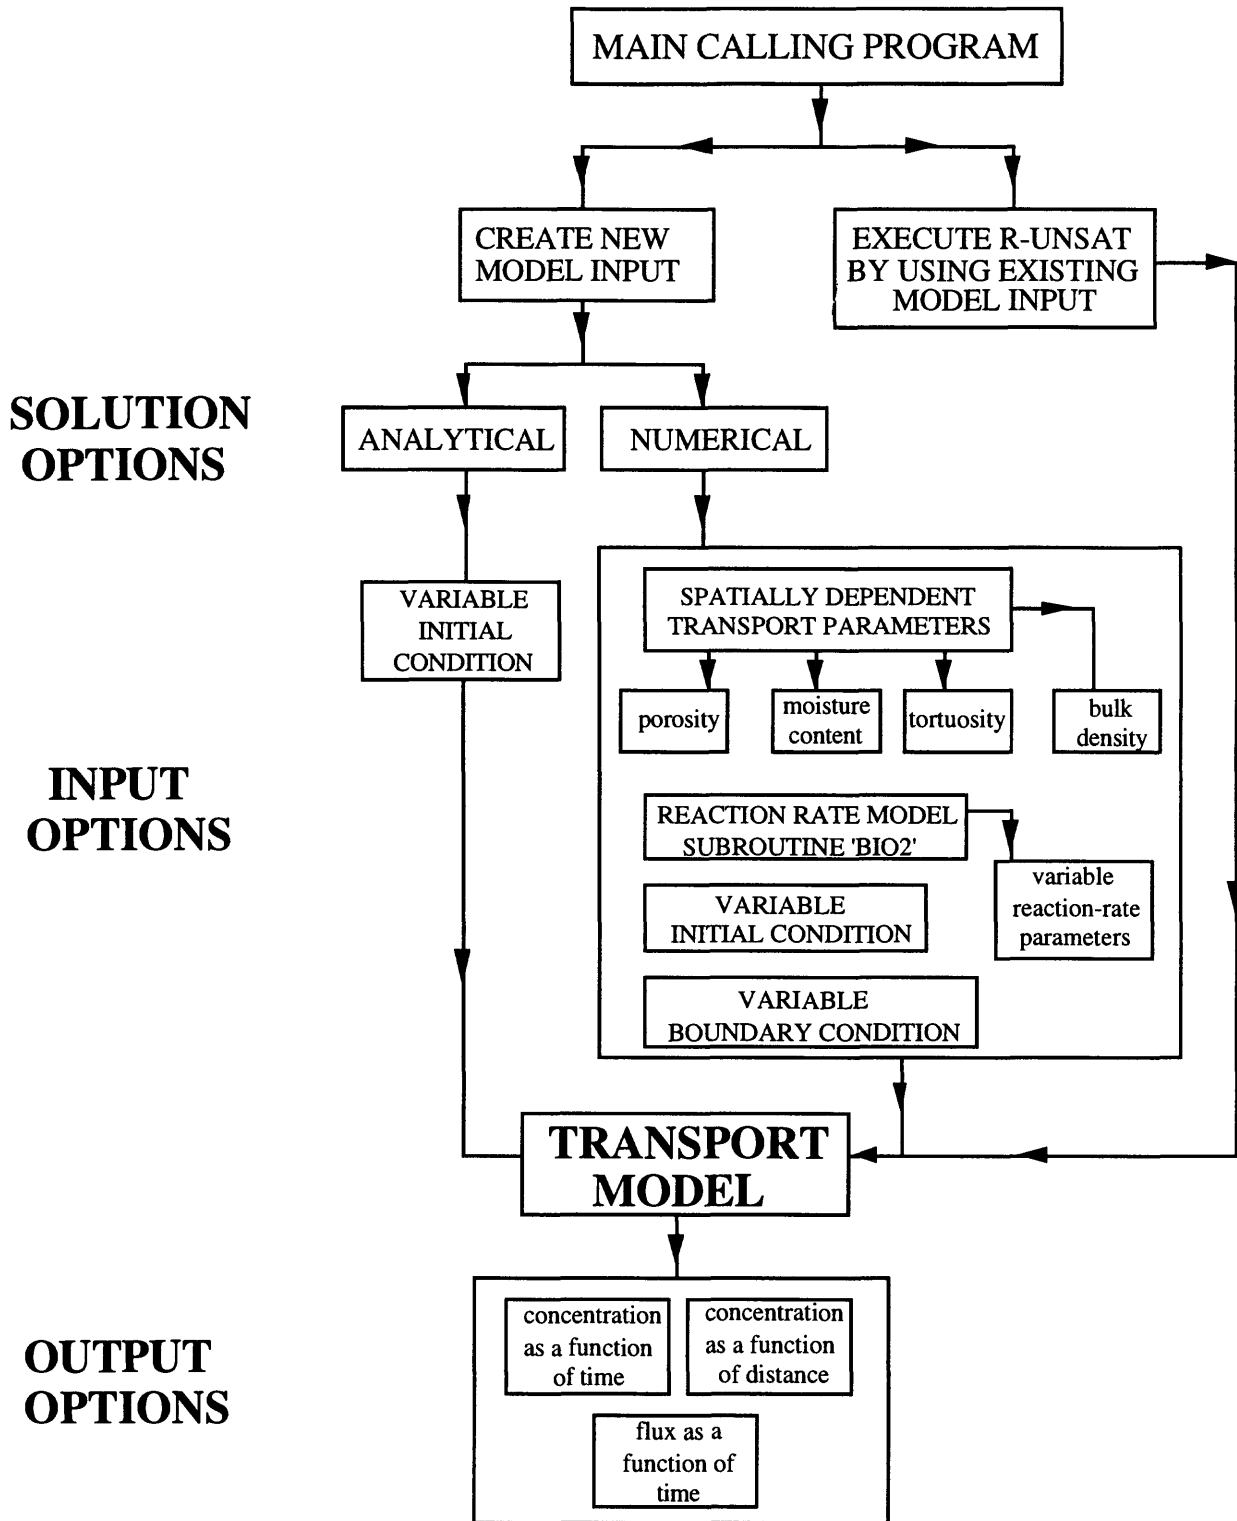 MAIN CALLING PROGRAM
CREATE NEW
MODEL INPUT
EXECUTE R-UNSAT
BY USING EXISTING
MODEL INPUT
SOLUTION
OPTIONS
ANALYTICAL
NUMERICAL
VARIABLE
INITIAL
CONDITION
SPATIALLY DEPENDENT
TRANSPORT PARAMETERS
porosity
moisture
content
tortuosity
bulk
density
INPUT
OPTIONS
REACTION RATE MODEL
SUBROUTINE 'BIO2'
variable
reaction-rate
parameters
VARIABLE
INITIAL CONDITION
VARIABLE
BOUNDARY CONDITION
TRANSPORT
MODEL
OUTPUT
OPTIONS
concentration
as a function
of time
concentration
as a function
of distance
flux as a
function of
time